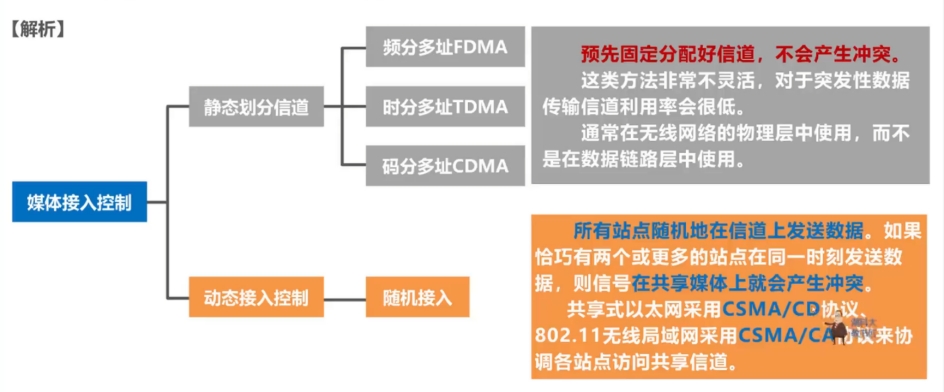 【解析】
频分多址FDMA
静态划分信道
时分多址TDMA
码分多址CDMA
预先固定分配好信道，不会产生冲突。
这类方法非常不灵活，对于突发性数据
传输信道利用率会很低。
通常在无线网络的物理层中使用，而不
是在数据链路层中使用。
媒体接入控制
动态接入控制
随机接入
所有站点随机地在信道上发送数据。如果
恰巧有两个或更多的站点在同一时刻发送数
据，则信号在共享媒体上就会产生冲突。
共享式以太网采用CSMA/CD协议、
802.11无线局域网采用CSMA/CA协议来协
调各站点访问共享信道。